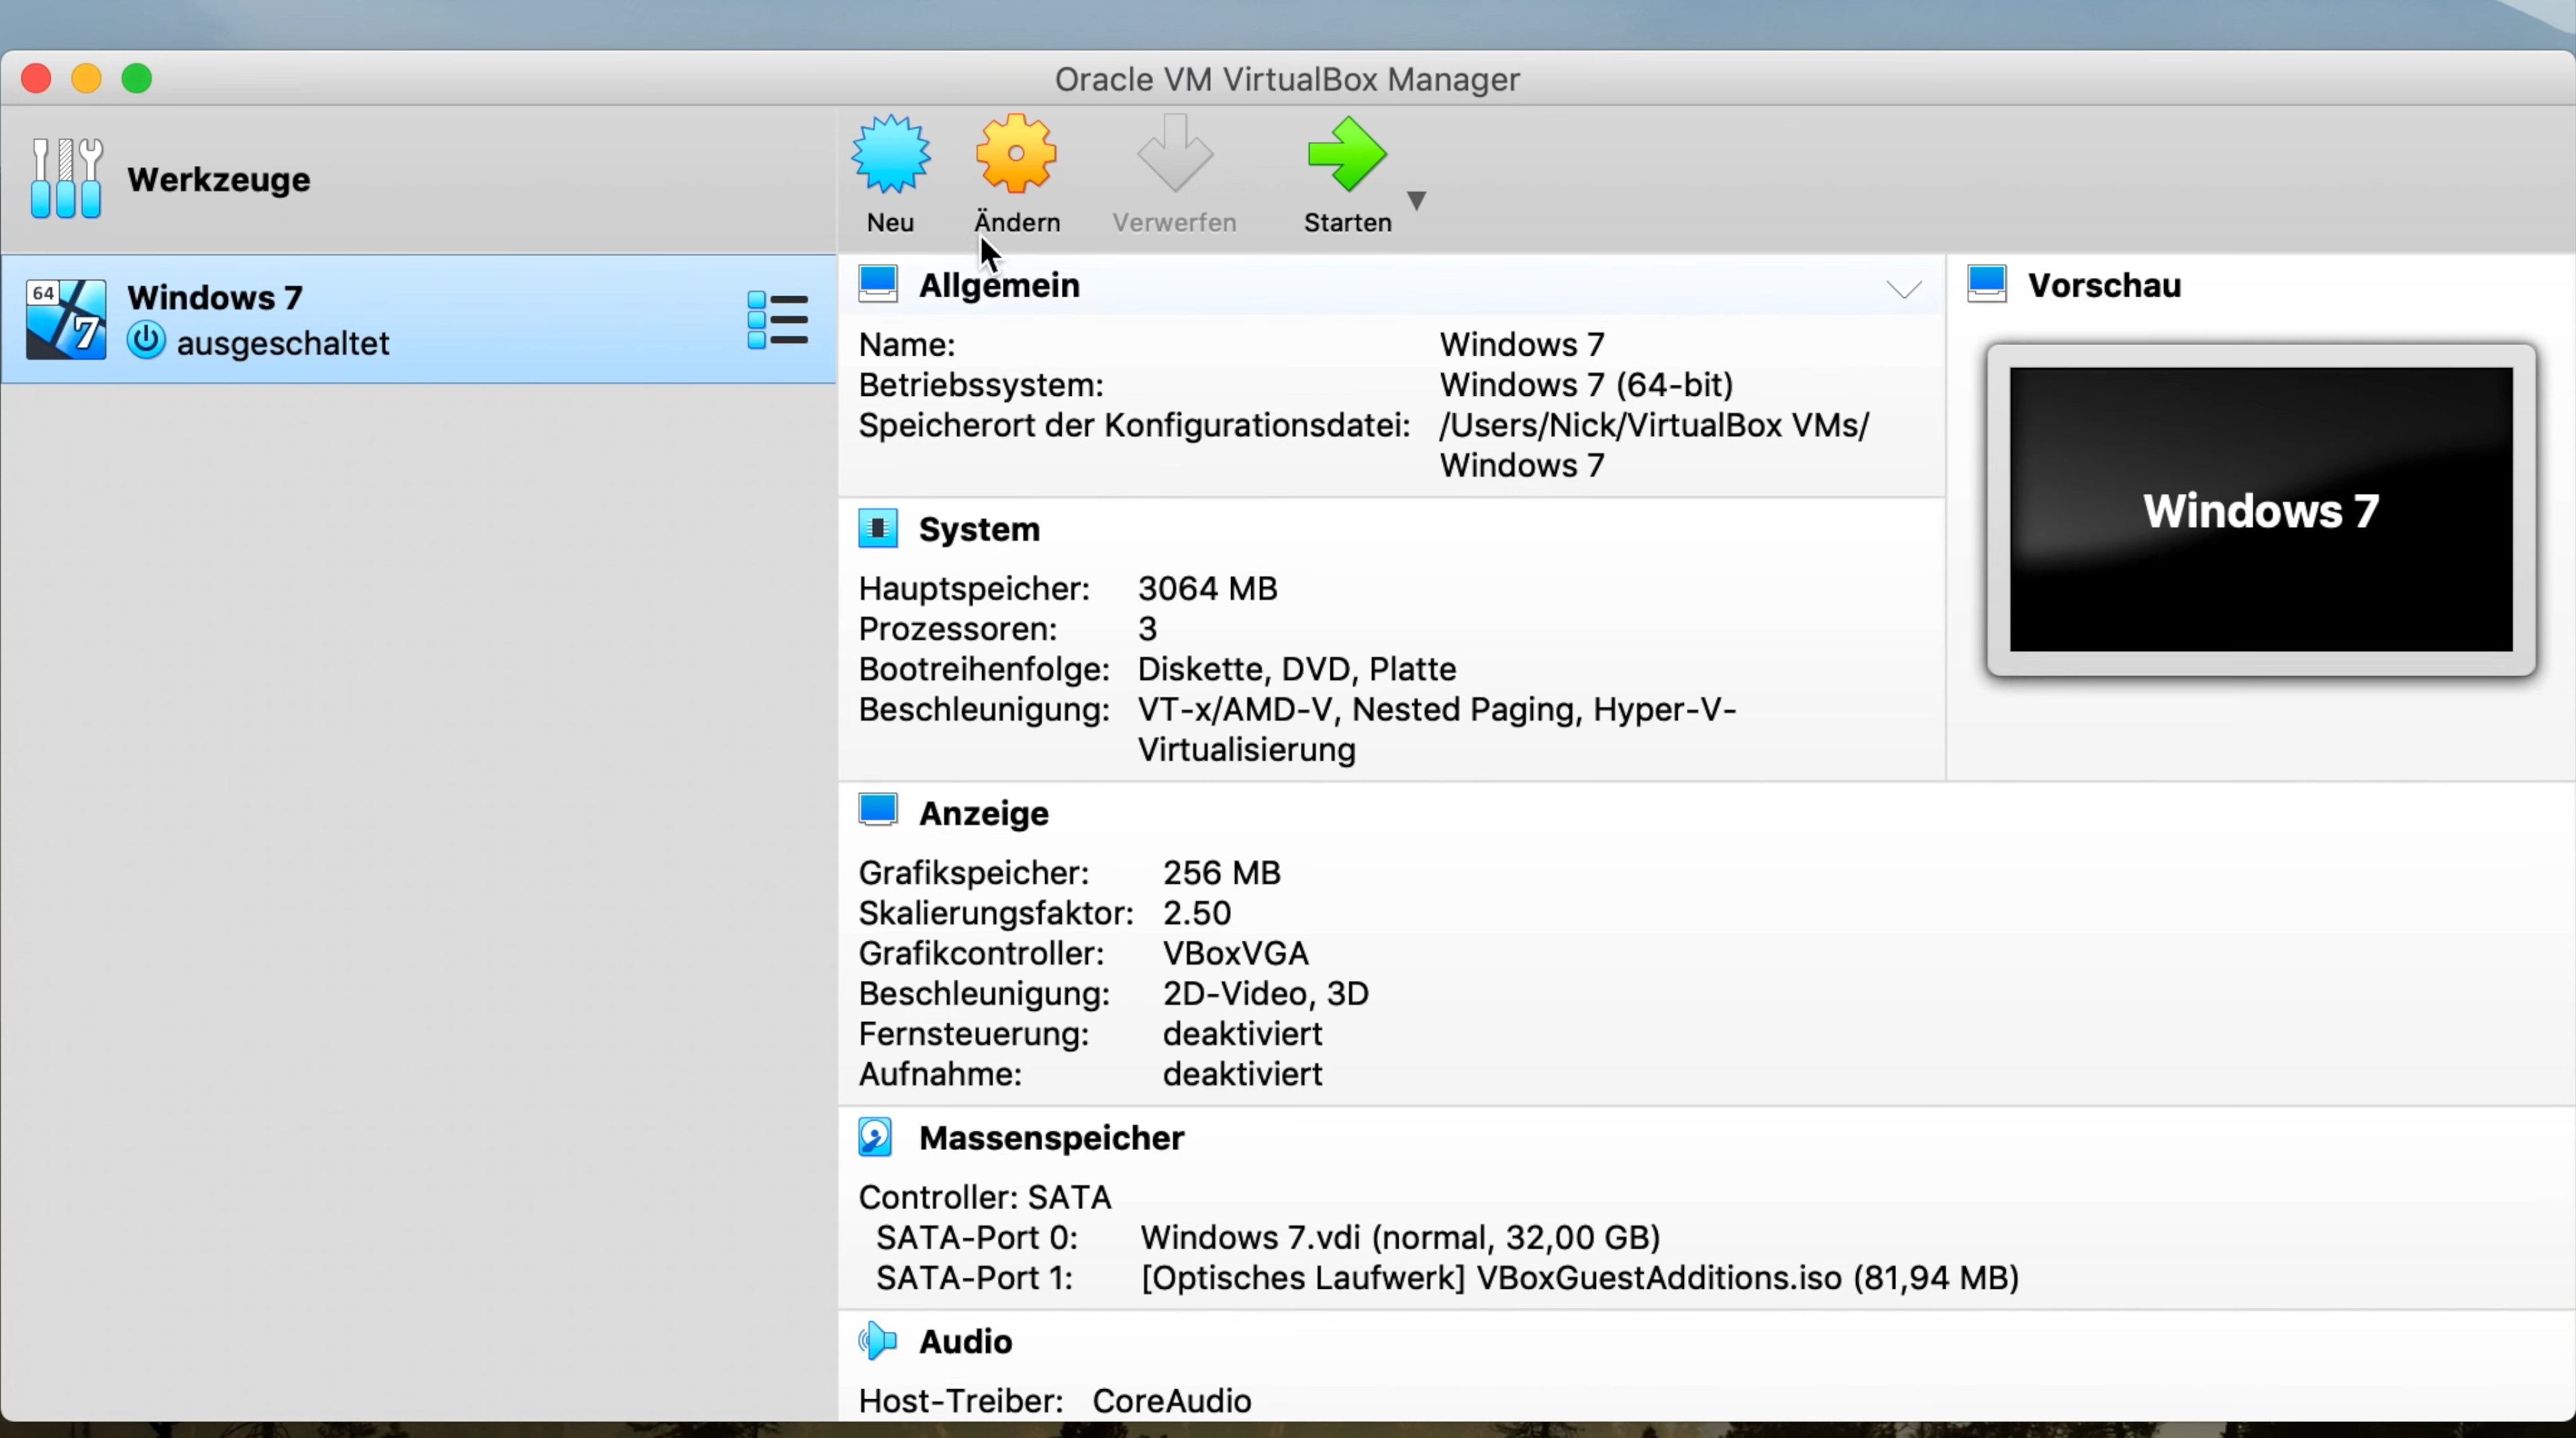 Oracle VM VirtualBox Manager
Werkzeuge
Neu
Ändern
Verwerfen
Starten
64
7
Windows 7
ausgeschaltet
Allgemein
Name: Windows 7
Betriebssystem: Windows 7 (64-bit)
Speicherort der Konfigurationsdatei: /Users/Nick/VirtualBox VMs/
Windows 7
Vorschau
Windows 7
System
Hauptspeicher: 3064 MB
Prozessoren: 3
Bootreihenfolge: Diskette, DVD, Platte
Beschleunigung: VT-x/AMD-V, Nested Paging, Hyper-V-
Virtualisierung
Anzeige
Grafikspeicher: 256 MB
Skalierungsfaktor: 2.50
Grafikcontroller: VBoxVGA
Beschleunigung: 2D-Video, 3D
Fernsteuerung: deaktiviert
Aufnahme: deaktiviert
Massenspeicher
Controller: SATA
SATA-Port 0: Windows 7.vdi (normal, 32,00 GB)
SATA-Port 1: [Optisches Laufwerk] VBoxGuestAdditions.iso (81,94 MB)
Audio
Host-Treiber: CoreAudio